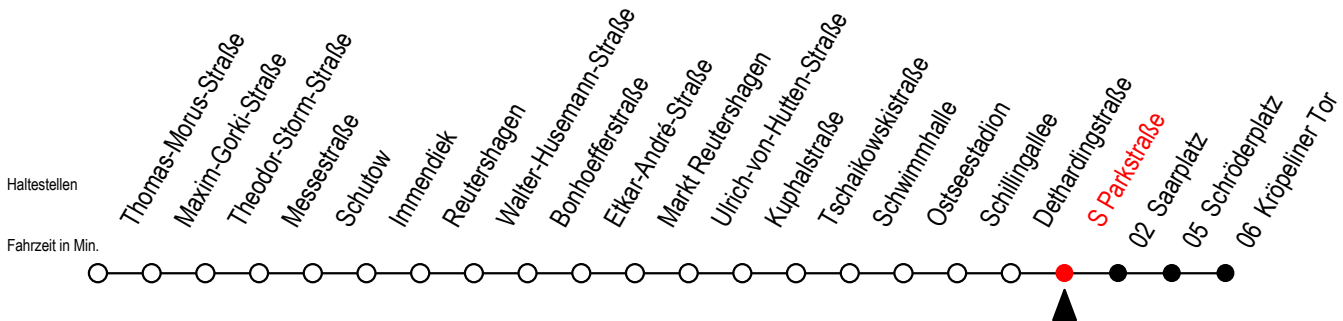 Haltestellen
Thomas-Morus-Straße
Maxim-Gorki-Straße
Theodor-Storm-Straße
Messestraße
Schutow
Immendiek
Reutershagen
Walter-Husemann-Straße
Bonhoefferstraße
Etkar-André-Straße
Markt Reutershagen
Ulrich-von-Hutten-Straße
Kuphalstraße
Tschaikowskistraße
Schwimmhalle
Ostseestadion
Schillingallee
Dethardingstraße
S Parkstraße
02 Saarplatz
05 Schröderplatz
06 Kröpeliner Tor
Fahrzeit in Min.